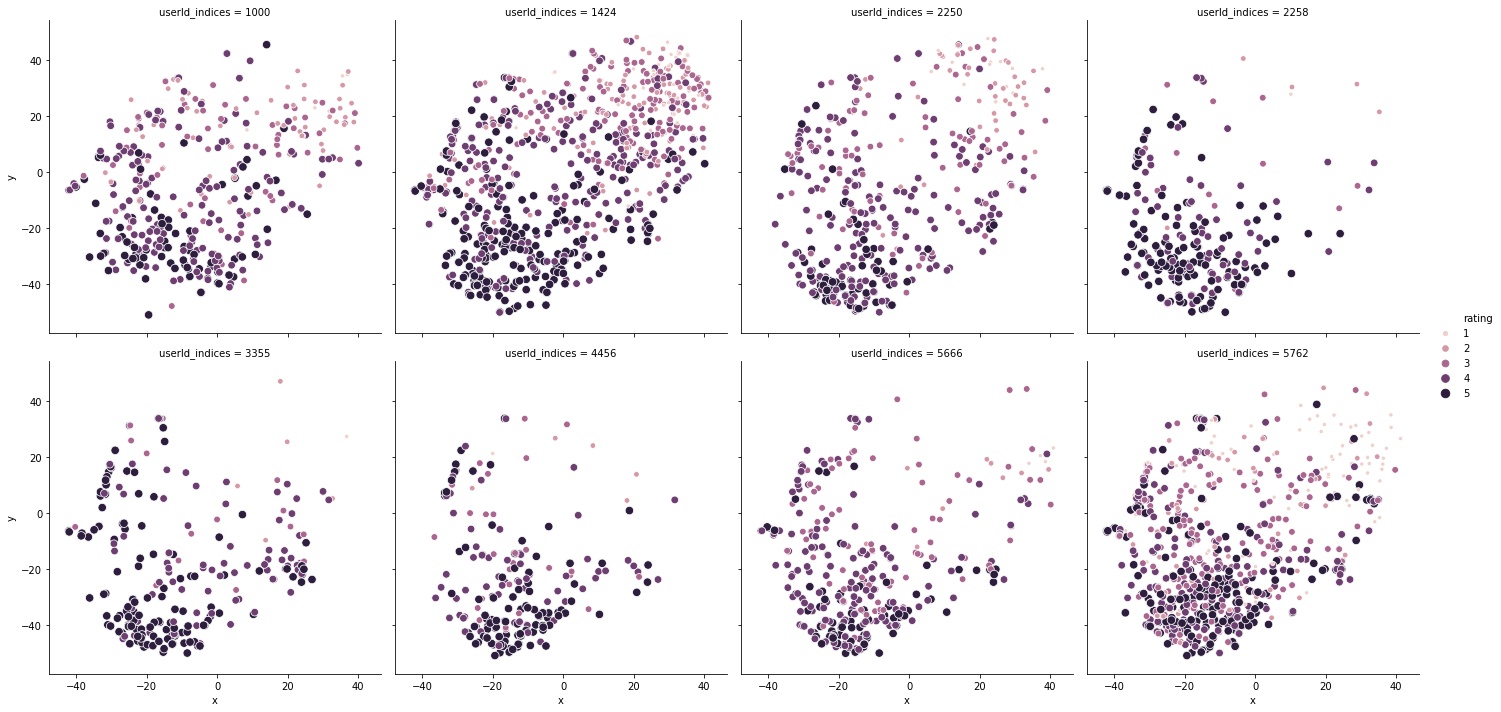 userId_indices = 1000
userId_indices = 1424
userId_indices = 2250
userId_indices = 2258
40
20
0
−20
−40
y
rating
1
2
3
4
5
userId_indices = 3355
userId_indices = 4456
userId_indices = 5666
userId_indices = 5762
40
20
0
−20
−40
y
−40 −20 0 20 40
−40 −20 0 20 40
−40 −20 0 20 40
−40 −20 0 20 40
x
x
x
x